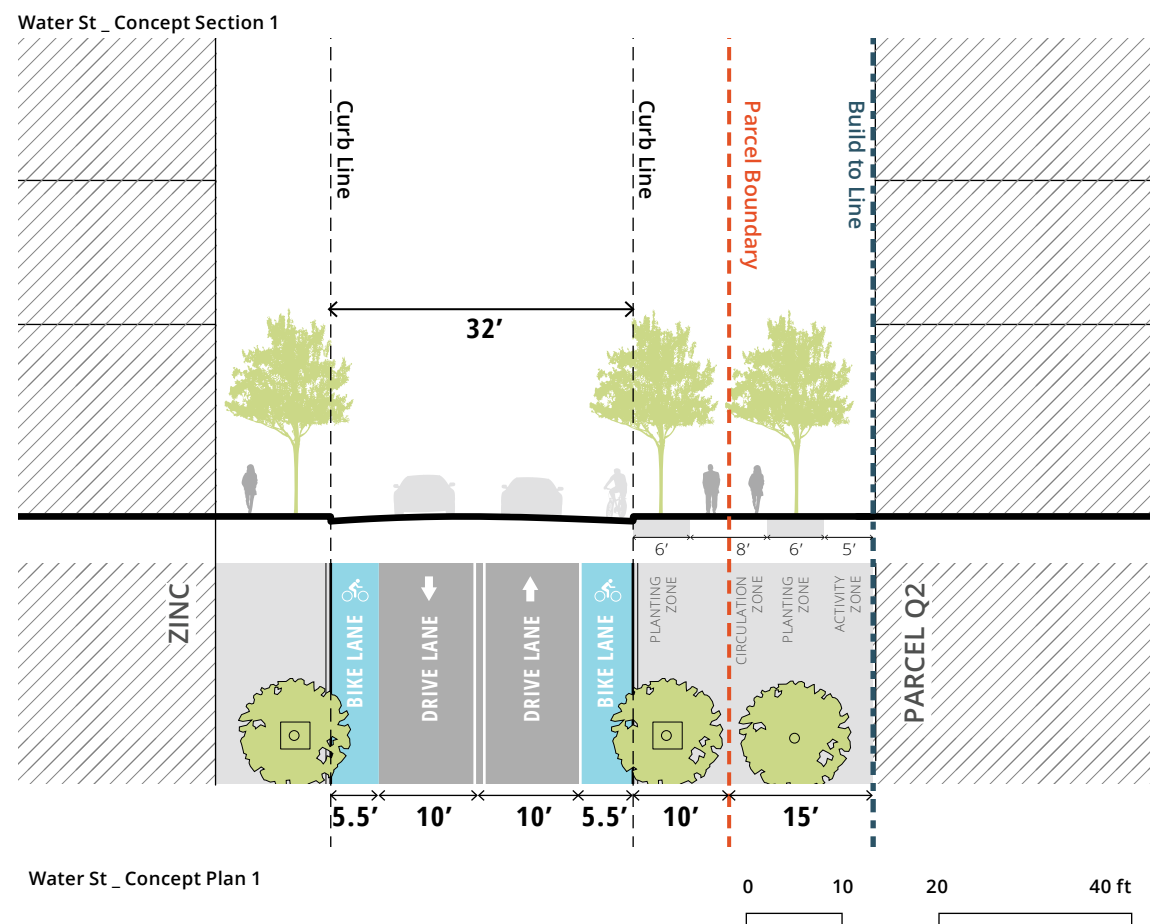 Water St _ Concept Section 1
Curb Line
Curb Line
Parcel Boundary
Build to Line
32’
6’
8’
6’
5’
ZINC
BIKE LANE
DRIVE LANE
DRIVE LANE
BIKE LANE
PLANTING
ZONE
CIRCULATION
ZONE
PLANTING
ZONE
ACTIVITY
ZONE
PARCEL Q2
5.5’
10’
10’
5.5’
10’
15’
Water St _ Concept Plan 1
0
10
20
40 ft